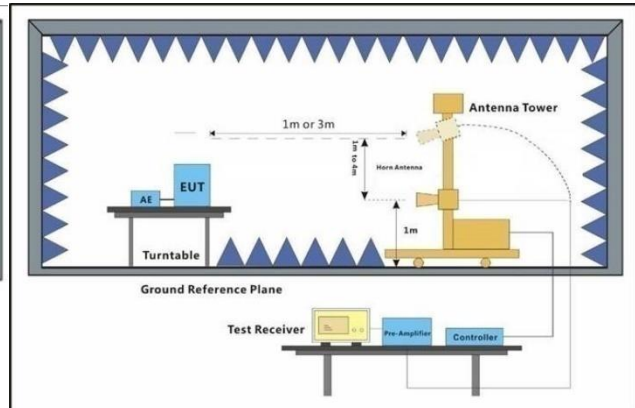 1m or 3m
Antenna Tower
1m to 4m
Horn Antenna
EUT
AE
1m
Turntable
Ground Reference Plane
Test Receiver
Pre-Amplifier
Controller